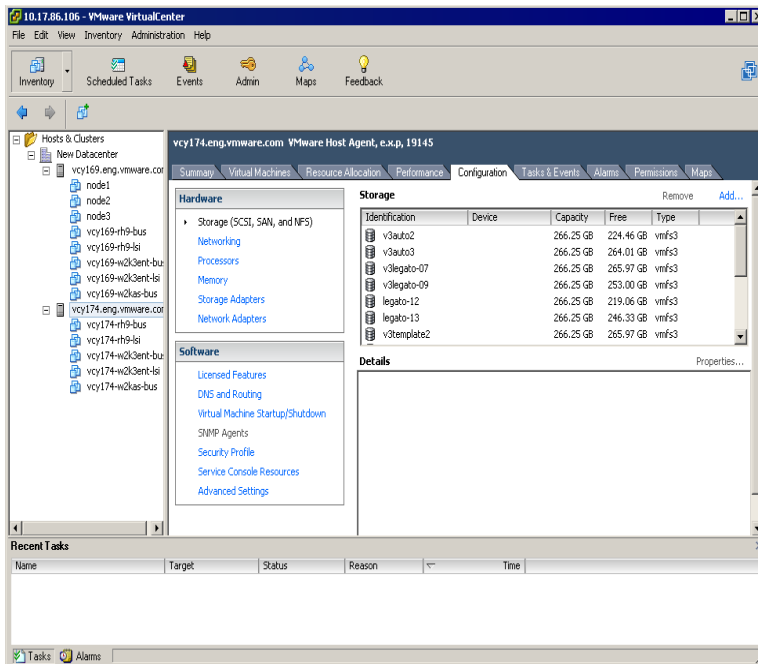 10.17.86.106 - VMware VirtualCenter
File Edit View Inventory Administration Help
Inventory Scheduled Tasks Events Admin Maps Feedback
Hosts & Clusters
New Datacenter
vcy169.eng.vmware.com
node1
node2
node3
vcy169-rh9-bus
vcy169-rh9-lsi
vcy169-w2k3ent-bu
vcy169-w2k3ent-lsi
vcy169-w2kas-bus
vcy174.eng.vmware.com
vcy174-rh9-bus
vcy174-rh9-lsi
vcy174-w2k3ent-bu
vcy174-w2k3ent-lsi
vcy174-w2kas-bus
vcy174.eng.vmware.com VMware Host Agent, e.x.p, 19145
Summary Virtual Machines Resource Allocation Performance Configuration Tasks & Events Alarms Permissions Maps
Hardware
Storage (SCSI, SAN, and NFS)
Networking
Processors
Memory
Storage Adapters
Network Adapters
Software
Licensed Features
DNS and Routing
Virtual Machine Startup/Shutdown
SNMP Agents
Security Profile
Service Console Resources
Advanced Settings
Storage Remove Add...
Identification Device Capacity Free Type
v3auto2 266.25 GB 224.46 GB vmfs3
v3auto3 266.25 GB 264.01 GB vmfs3
v3legato-07 266.25 GB 265.97 GB vmfs3
v3legato-09 266.25 GB 253.00 GB vmfs3
legato-12 266.25 GB 219.06 GB vmfs3
legato-13 266.25 GB 246.33 GB vmfs3
v3template2 266.25 GB 265.97 GB vmfs3
Details Properties...
Recent Tasks
Name Target Status Reason Time
Tasks Alarms